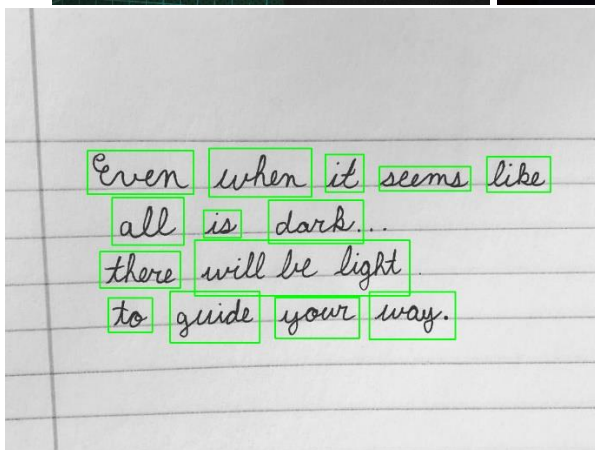 Even when it seems like
all is dark...
there will be light
to guide your way.